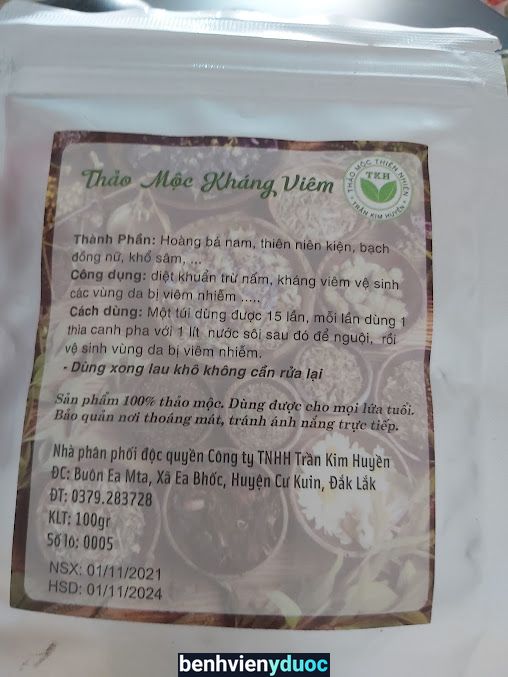 Thảo Mộc Kháng Viêm
THẢO MỘC THIÊN NHIÊN
TKH
TRẦN KIM HUYỀN
Thành Phần: Hoàng bá nam, thiên niên kiện, bạch
đồng nữ, khổ sâm, ...
Công dụng: diệt khuẩn trừ nấm, kháng viêm vệ sinh
các vùng da bị viêm nhiễm .....
Cách dùng: Một túi dùng được 15 lần, mỗi lần dùng 1
thìa canh pha với 1 lít nước sôi sau đó để nguội, rồi
vệ sinh vùng da bị viêm nhiễm.
- Dùng xong lau khô không cần rửa lại
Sản phẩm 100% thảo mộc. Dùng được cho mọi lứa tuổi.
Bảo quản nơi thoáng mát, tránh ánh nắng trực tiếp.
Nhà phân phối độc quyền Công ty TNHH Trần Kim Huyền
ĐC: Buôn Ea Mta, Xã Ea Bhốc, Huyện Cư Kuin, Đắk Lắk
ĐT: 0379.283728
KLT: 100gr
Số lô: 0005
NSX: 01/11/2021
HSD: 01/11/2024
benhvienyduoc